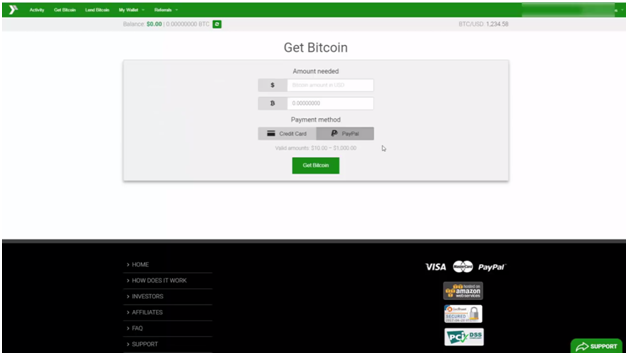 Activity Get Bitcoin Lend Bitcoin My Wallet Referrals
Balance: $0.00 | 0.00000000 BTC
BTC/USD: 1,234.59
Get Bitcoin
Amount needed
$ Bitcoin amount in USD
0.00000000
Payment method
Credit Card PayPal
Valid amounts: $10.00 – $1,000.00
Get Bitcoin
> HOME
> HOW DOES IT WORK
> INVESTORS
> AFFILIATES
> FAQ
> SUPPORT
VISA MasterCard PayPal
amazon
webservices
SECURED
PCI DSS
SUPPORT